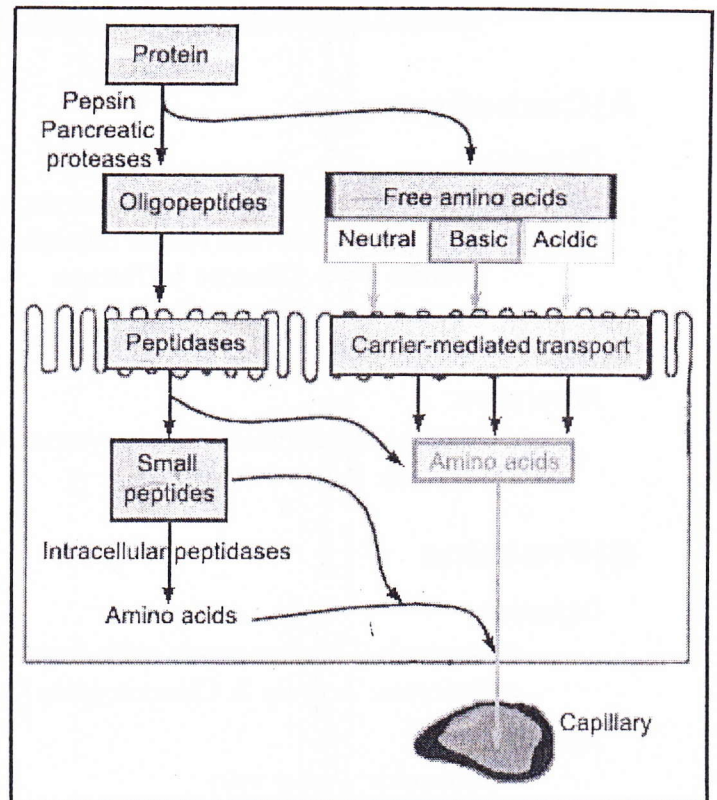 Protein
Pepsin
Pancreatic
proteases
Oligopeptides
Free amino acids
Neutral Basic Acidic
Peptidases
Carrier-mediated transport
Small
peptides
Amino acids
Intracellular peptidases
Amino acids
Capillary